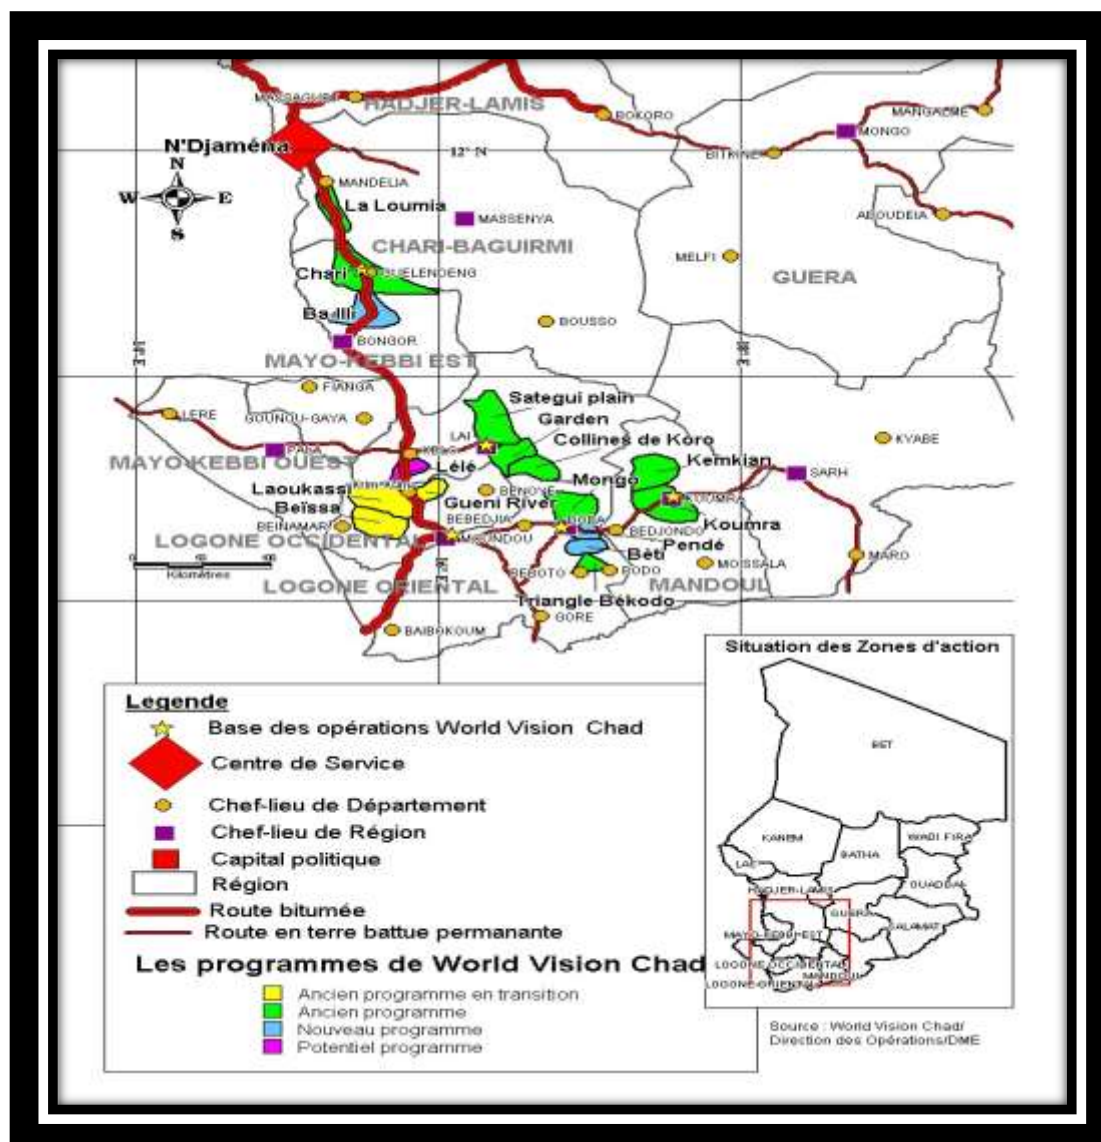 MASSAGUET
HADJER-LAMIS
BOKORO
MANGALME
MONGO
N'Djaména
12° N
BITKINE
N
W E
S
MANDELIA
La Loumia
MASSENYA
ABOUDEIA
CHARI-BAGUIRMI
MELFI
GUERA
Chari
GUELENDENG
Ba Illi
BOUSSO
BONGOR
MAYO-KEBBI EST
FIANGA
Sategui plain
LERE
GOUNOU-GAYA
Garden
LAI
Collines de Koro
KYABE
PALA
KELO
MAYO-KEBBI OUEST
Lélé
Kemkian
SARH
Mongo
Laoukassi
Krim-Krim
BENOYE
Gueni River
KOUMRA
Beïssa
BEBEDJIA
DOBA
BEINAMAR
BEDJONDO
Koumra
LOGONE OCCIDENTAL
MOUNDOU
Pendé
Bèti
MARO
MOISSALA
Kilomètres
16° E
18° E
LOGONE ORIENTAL
BEBOTO
BODO
MANDOUL
Triangle Békodo
GORE
BAIBOKOUM
Legende
Base des opérations World Vision Chad
Centre de Service
Chef-lieu de Département
Chef-lieu de Région
Capital politique
Région
Route bitumée
Route en terre battue permanante
Les programmes de World Vision Chad
Ancien programme en transition
Ancien programme
Nouveau programme
Potentiel programme
Situation des Zones d'action
BET
KANEM
WADI FIRA
BATHA
LAC
OUADDAI
HADJER-LAMIS
GUERA
SALAMAT
MAYO-KEBBI EST
LOGONE OCCIDENTAL
MANDOUL
LOGONE ORIENTAL
Source : World Vision Chad/
Direction des Opérations/DME